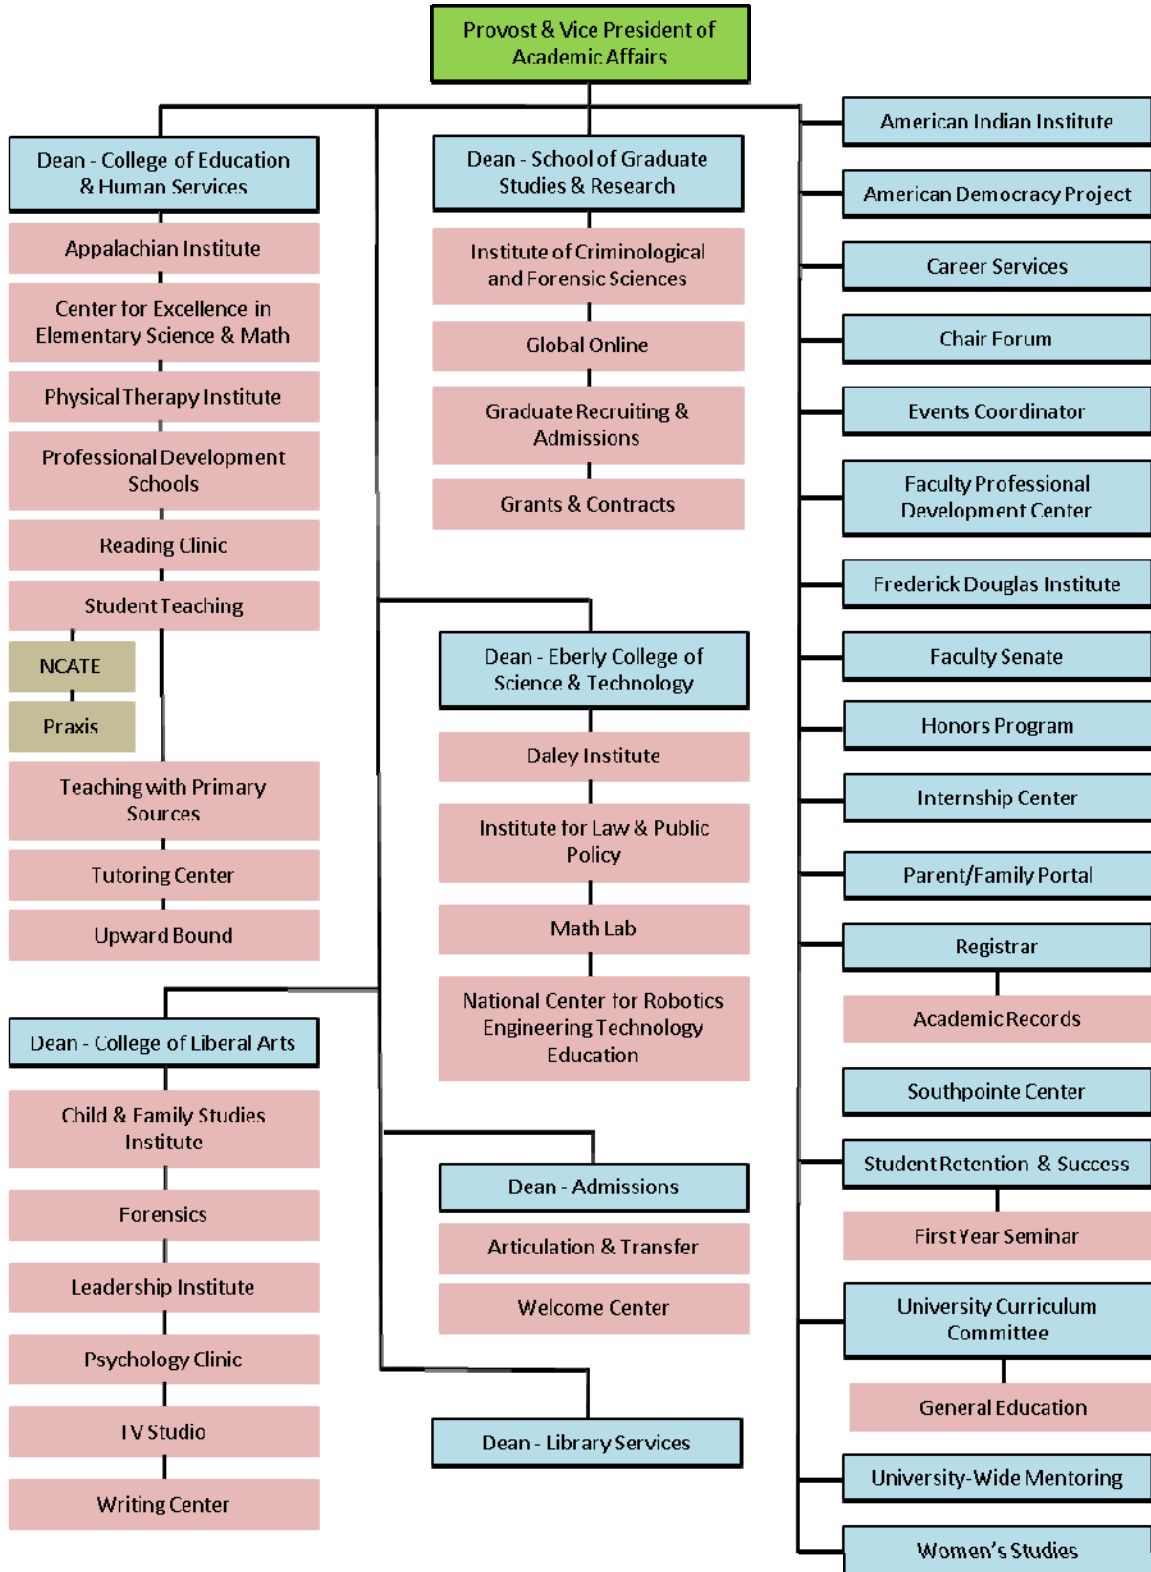 Provost & Vice President of
Academic Affairs
Dean - College of Education
& Human Services
Appalachian Institute
Center for Excellence in
Elementary Science & Math
Physical Therapy Institute
Professional Development
Schools
Reading Clinic
Student Teaching
NCATE
Praxis
Teaching with Primary
Sources
Tutoring Center
Upward Bound
Dean - College of Liberal Arts
Child & Family Studies
Institute
Forensics
Leadership Institute
Psychology Clinic
TV Studio
Writing Center
Dean - School of Graduate
Studies & Research
Institute of Criminological
and Forensic Sciences
Global Online
Graduate Recruiting &
Admissions
Grants & Contracts
Dean - Eberly College of
Science & Technology
Daley Institute
Institute for Law & Public
Policy
Math Lab
National Center for Robotics
Engineering Technology
Education
Dean - Admissions
Articulation & Transfer
Welcome Center
Dean - Library Services
American Indian Institute
American Democracy Project
Career Services
Chair Forum
Events Coordinator
Faculty Professional
Development Center
Frederick Douglas Institute
Faculty Senate
Honors Program
Internship Center
Parent/Family Portal
Registrar
Academic Records
Southpointe Center
Student Retention & Success
First Year Seminar
University Curriculum
Committee
General Education
University-Wide Mentoring
Women's Studies